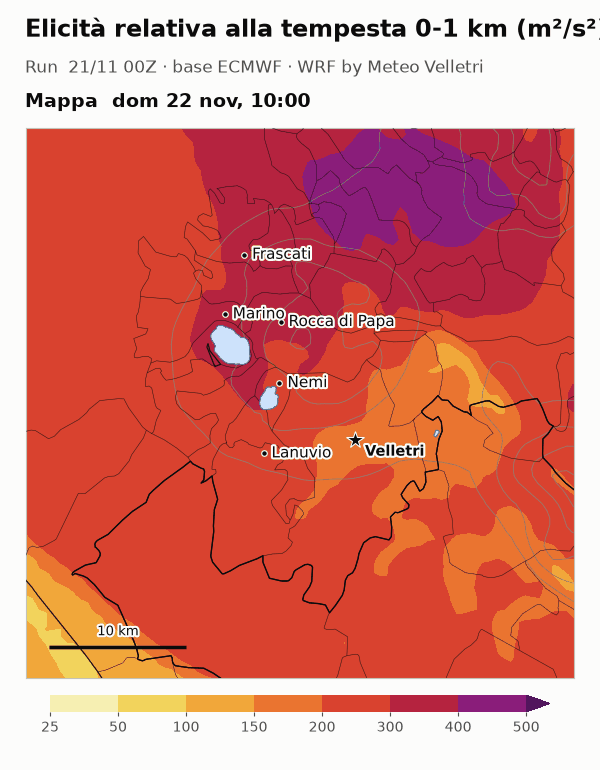 Elicità relativa alla tempesta 0-1 km (m²/s²)
Run  21/11 00Z · base ECMWF · WRF by Meteo Velletri
Mappa  dom 22 nov, 10:00
Frascati
Marino
Rocca di Papa
Nemi
Velletri
Lanuvio
10 km
25 50 100 150 200 300 400 500